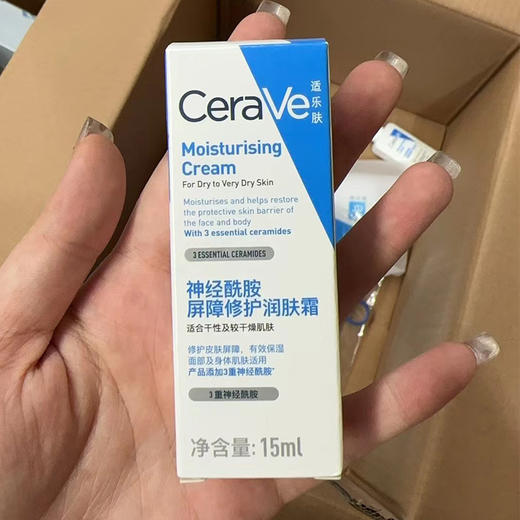 CeraVe
适乐肤
Moisturising
Cream
For Dry to Very Dry Skin
Moisturises and helps restore
the protective skin barrier of
the face and body
With 3 essential ceramides
3 ESSENTIAL CERAMIDES
神经酰胺
屏障修护润肤霜
适合干性及较干燥肌肤
修护皮肤屏障，有效保湿
面部及身体肌肤适用
产品添加3重神经酰胺*
3重神经酰胺
净含量: 15ml